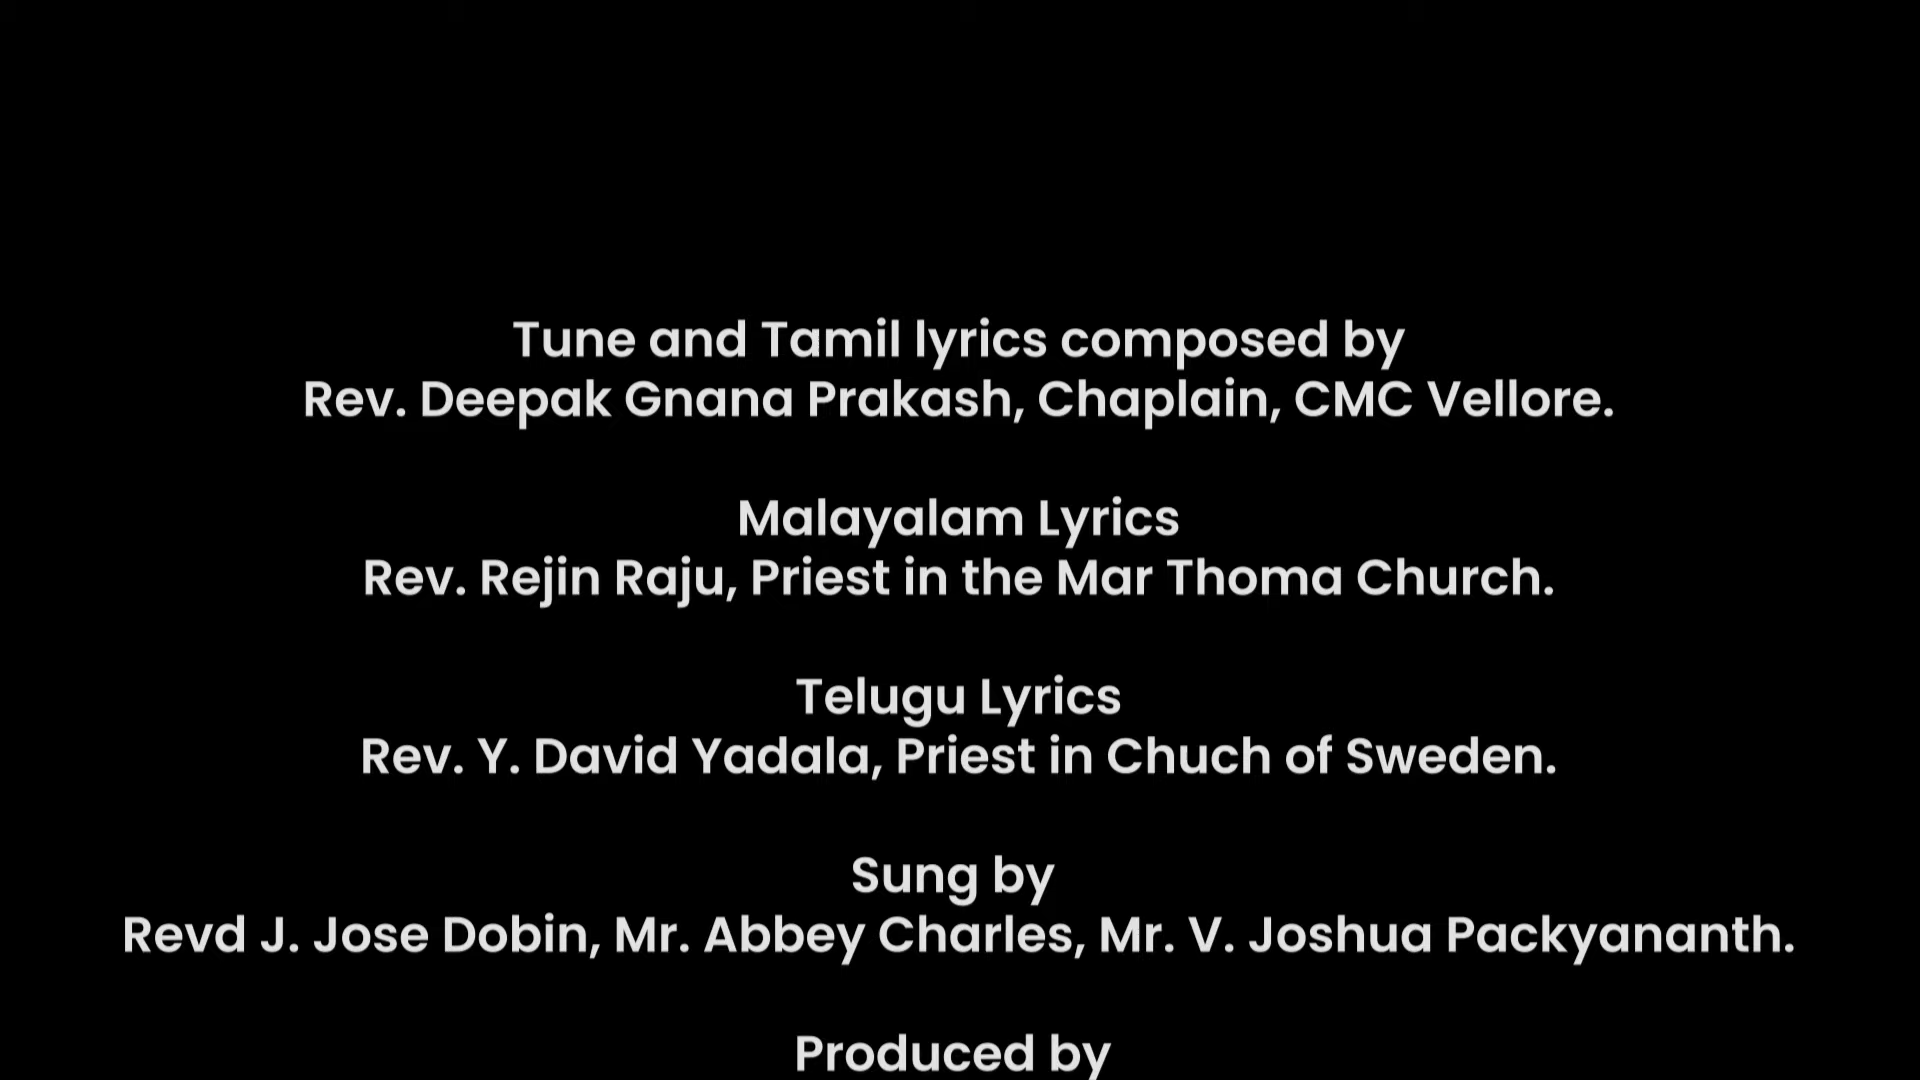 Tune and Tamil lyrics composed by
Rev. Deepak Gnana Prakash, Chaplain, CMC Vellore.
Malayalam Lyrics
Rev. Rejin Raju, Priest in the Mar Thoma Church.
Telugu Lyrics
Rev. Y. David Yadala, Priest in Chuch of Sweden.
Sung by
Revd J. Jose Dobin, Mr. Abbey Charles, Mr. V. Joshua Packyananth.
Produced by